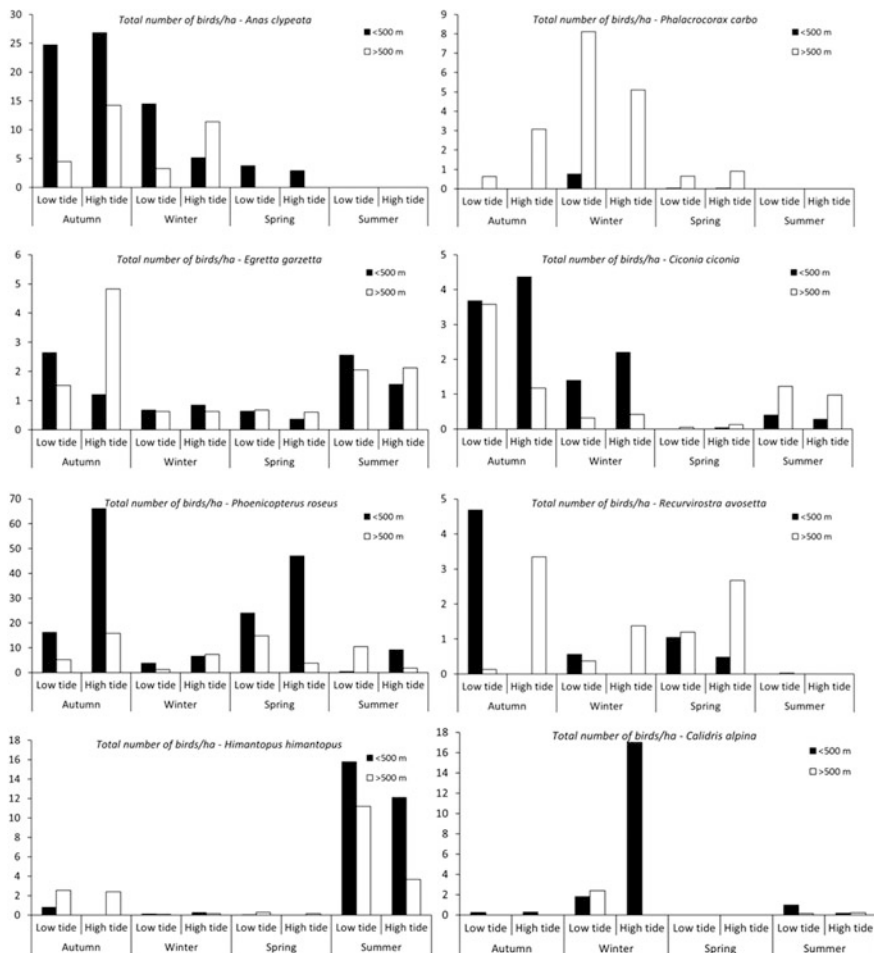 Total number of birds/ha - Anas clypeata
30
25
20
15
10
5
0
<500 m
>500 m
Low tide High tide Low tide High tide Low tide High tide Low tide High tide
Autumn Winter Spring Summer
Total number of birds/ha - Phalacrocorax carbo
9
8
7
6
5
4
3
2
1
0
<500 m
>500 m
Low tide High tide Low tide High tide Low tide High tide Low tide High tide
Autumn Winter Spring Summer
Total number of birds/ha - Egretta garzetta
6
5
4
3
2
1
0
<500 m
>500 m
Low tide High tide Low tide High tide Low tide High tide Low tide High tide
Autumn Winter Spring Summer
Total number of birds/ha - Ciconia ciconia
5
4
3
2
1
0
<500 m
>500 m
Low tide High tide Low tide High tide Low tide High tide Low tide High tide
Autumn Winter Spring Summer
Total number of birds/ha - Phoenicopterus roseus
70
60
50
40
30
20
10
0
<500 m
>500 m
Low tide High tide Low tide High tide Low tide High tide Low tide High tide
Autumn Winter Spring Summer
Total number of birds/ha - Recurvirostra avosetta
5
4
3
2
1
0
<500 m
>500 m
Low tide High tide Low tide High tide Low tide High tide Low tide High tide
Autumn Winter Spring Summer
Total number of birds/ha - Himantopus himantopus
18
16
14
12
10
8
6
4
2
0
<500 m
>500 m
Low tide High tide Low tide High tide Low tide High tide Low tide High tide
Autumn Winter Spring Summer
Total number of birds/ha - Calidris alpina
18
16
14
12
10
8
6
4
2
0
<500 m
>500 m
Low tide High tide Low tide High tide Low tide High tide Low tide High tide
Autumn Winter Spring Summer